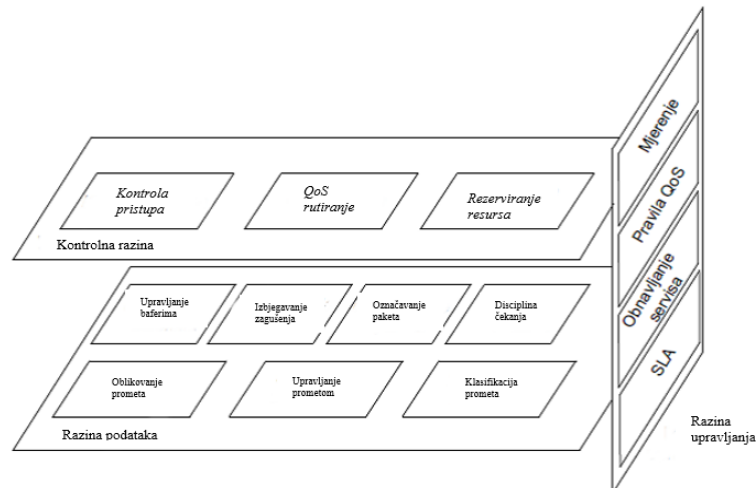 Mjerenje
Pravila QoS
Obnavljanje
servisa
SLA
Razina
upravljanja
Kontrola
pristupa
QoS
rutiranje
Rezerviranje
resursa
Kontrolna razina
Upravljanje
baferima
Izbjegavanje
zagušenja
Označavanje
paketa
Disciplina
čekanja
Oblikovanje
prometa
Upravljanje
prometom
Klasifikacija
prometa
Razina podataka